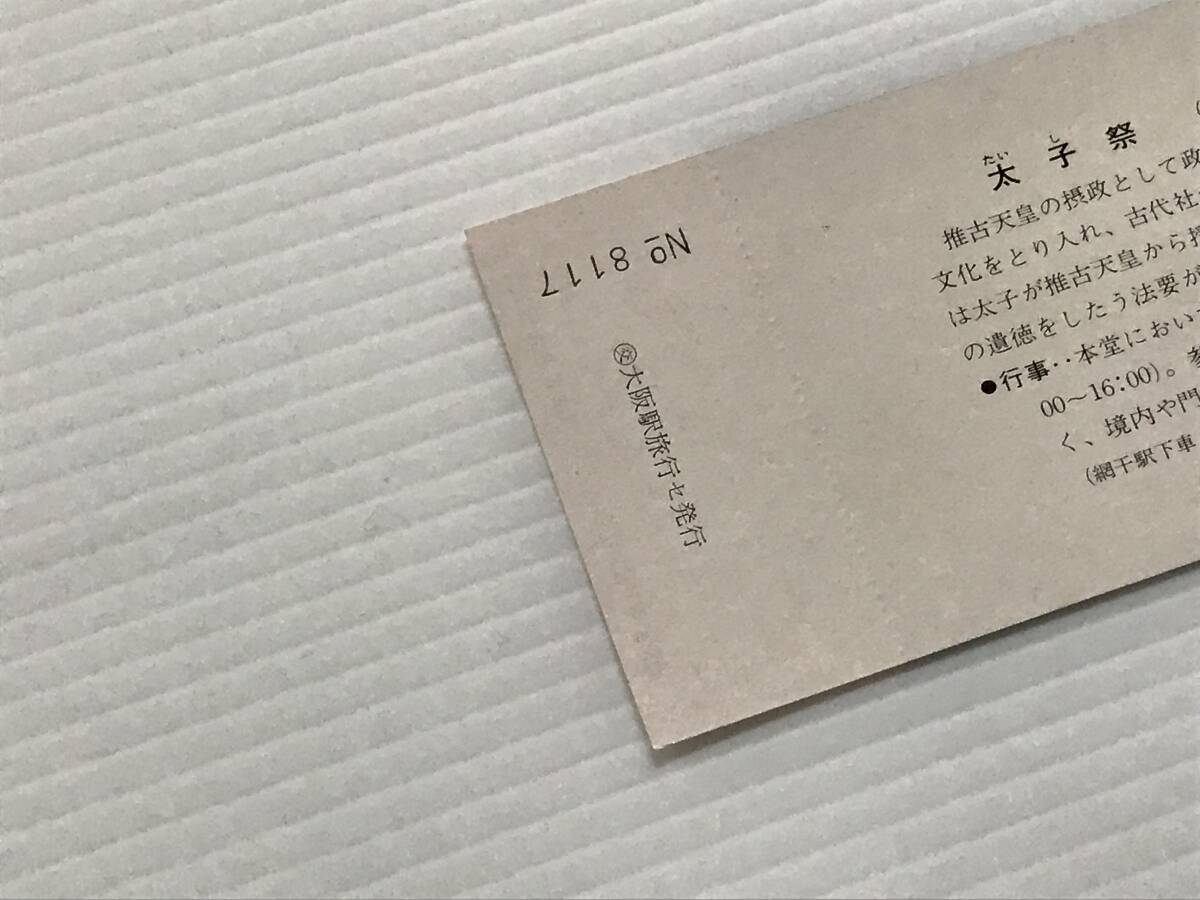 No 8117
㊋大阪駅旅行セ発行
太子祭
たいし
推古天皇の摂政として政
文化をとり入れ、古代社
は太子が推古天皇から摂
の遺徳をしたう法要が
●行事‥本堂におい
00〜16:00)。参
く、境内や門
(網干駅下車